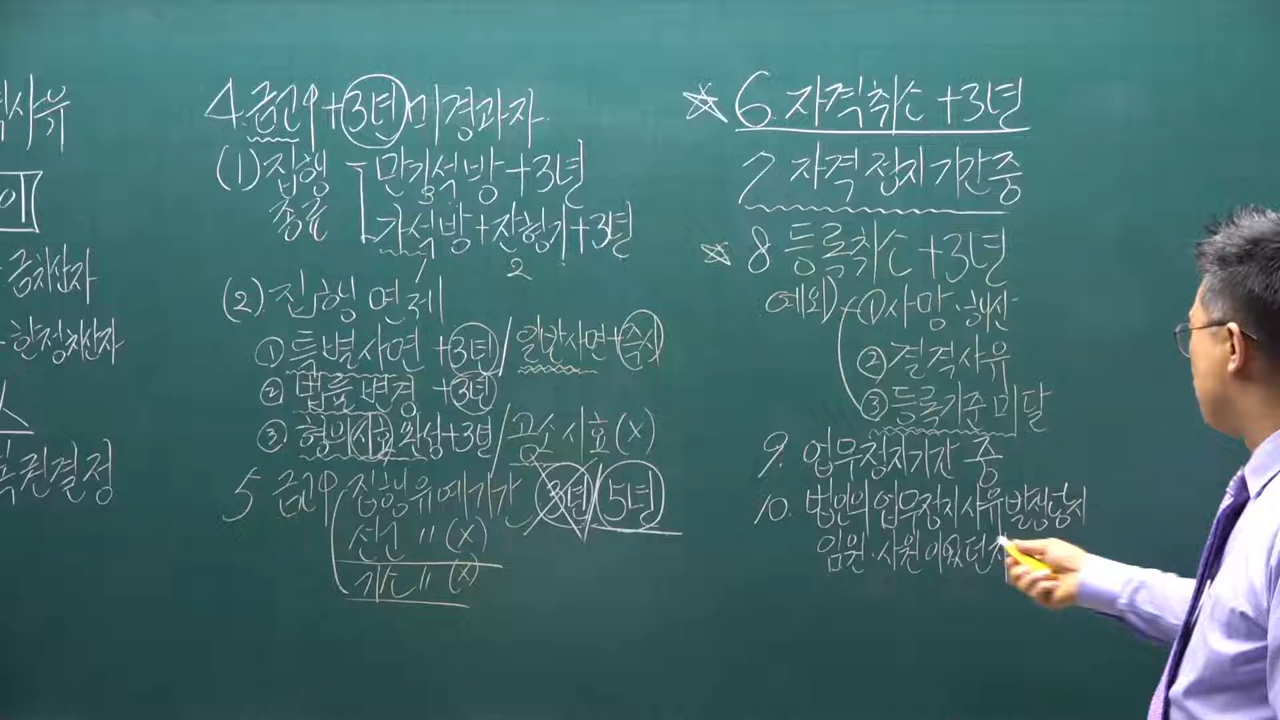 사유
금치산자
한정치산자
결정
4. 금고↑+3년 미경과자
(1) 집행 종료
만기석방+3년
가석방+잔형기+3년
2
(2). 집행면제
① 특별사면 +3년 / 일반사면+즉시
② 법률변경 +3년
③. 형의시효완성+3년 / 공소시효(x)
5 금고↑ 집행유예기간 3년 / 5년
선고 〃 (x)
기소 〃 (x)
☆ 6. 자격취소+3년
7 자격정지기간중
☆ 8 등록취소+3년
예외) ①사망·해산
② 결격사유
③ 등록기준미달
9. 업무정지기간 중
10. 법인의 업무정지사유발생당시
임원·사원이었던자